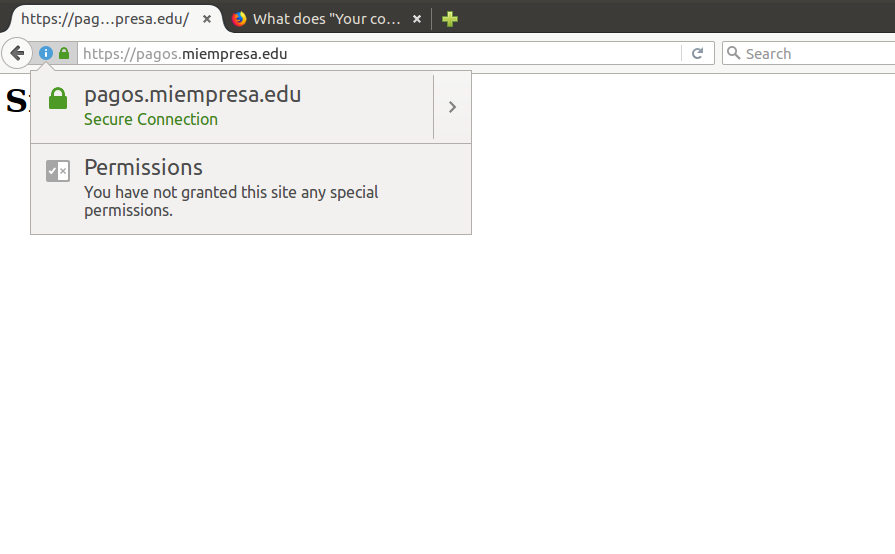 https://pag...presa.edu/
What does "Your co...
https://pagos.miempresa.edu
Search
pagos.miempresa.edu
Secure Connection
Permissions
You have not granted this site any special
permissions.